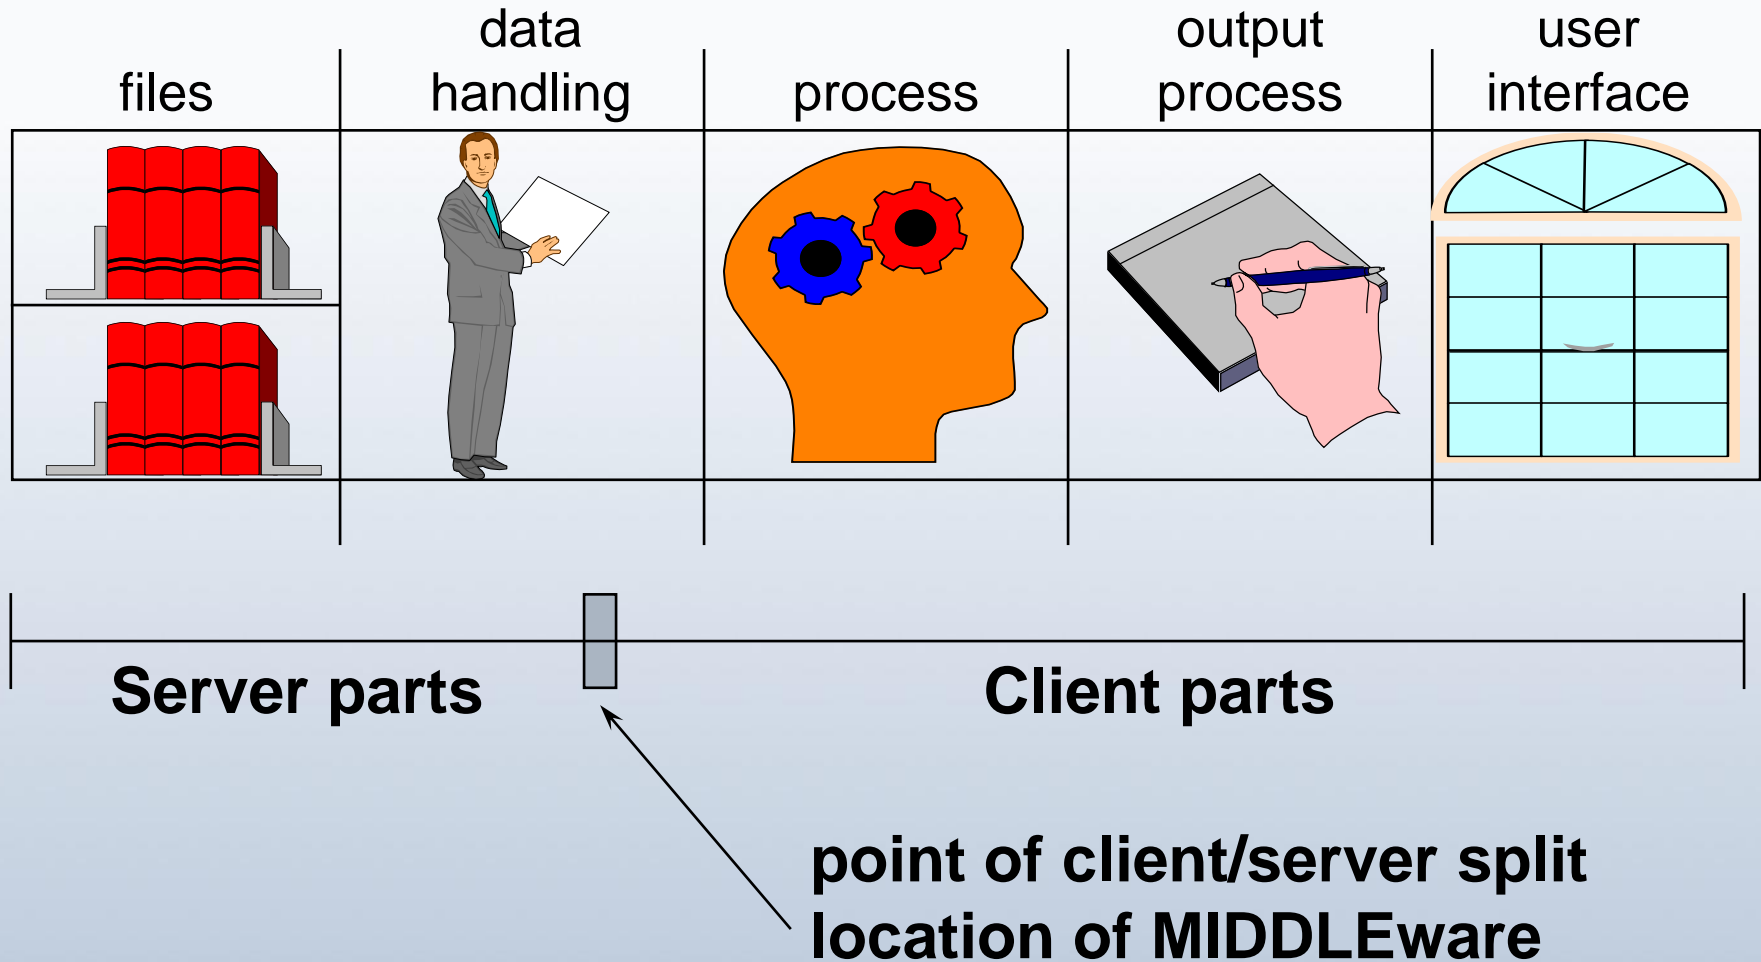 files
data
handling
process
output
process
user
interface
Server parts
Client parts
point of client/server split
location of MIDDLEware